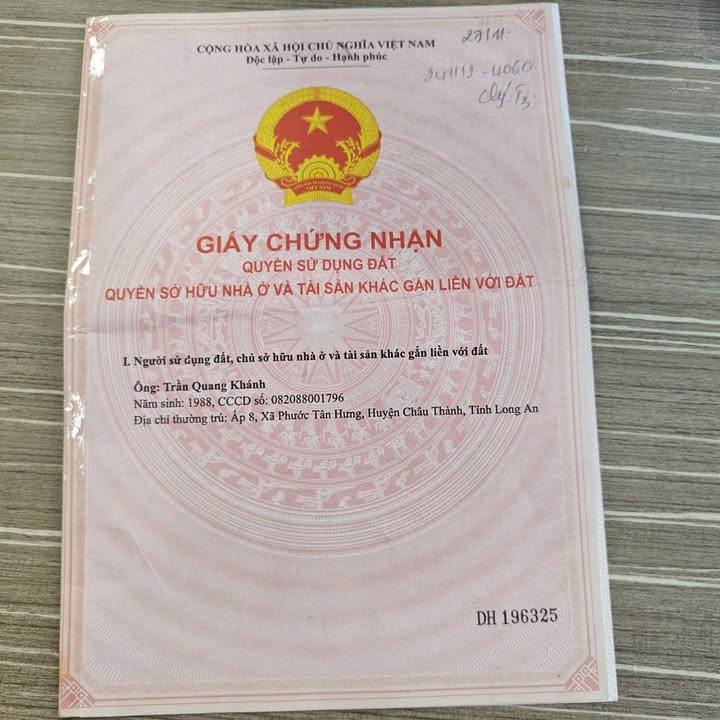 CỘNG HÒA XÃ HỘI CHỦ NGHĨA VIỆT NAM
Độc lập - Tự do - Hạnh phúc
27/11
241112-4060
VIỆT NAM
GIẤY CHỨNG NHẬN
QUYỀN SỬ DỤNG ĐẤT
QUYỀN SỞ HỮU NHÀ Ở VÀ TÀI SẢN KHÁC GẮN LIỀN VỚI ĐẤT
I. Người sử dụng đất, chủ sở hữu nhà ở và tài sản khác gắn liền với đất
Ông: Trần Quang Khánh
Năm sinh: 1988, CCCD số: 082088001796
Địa chỉ thường trú: Ấp 8, Xã Phước Tân Hưng, Huyện Châu Thành, Tỉnh Long An
DH 196325